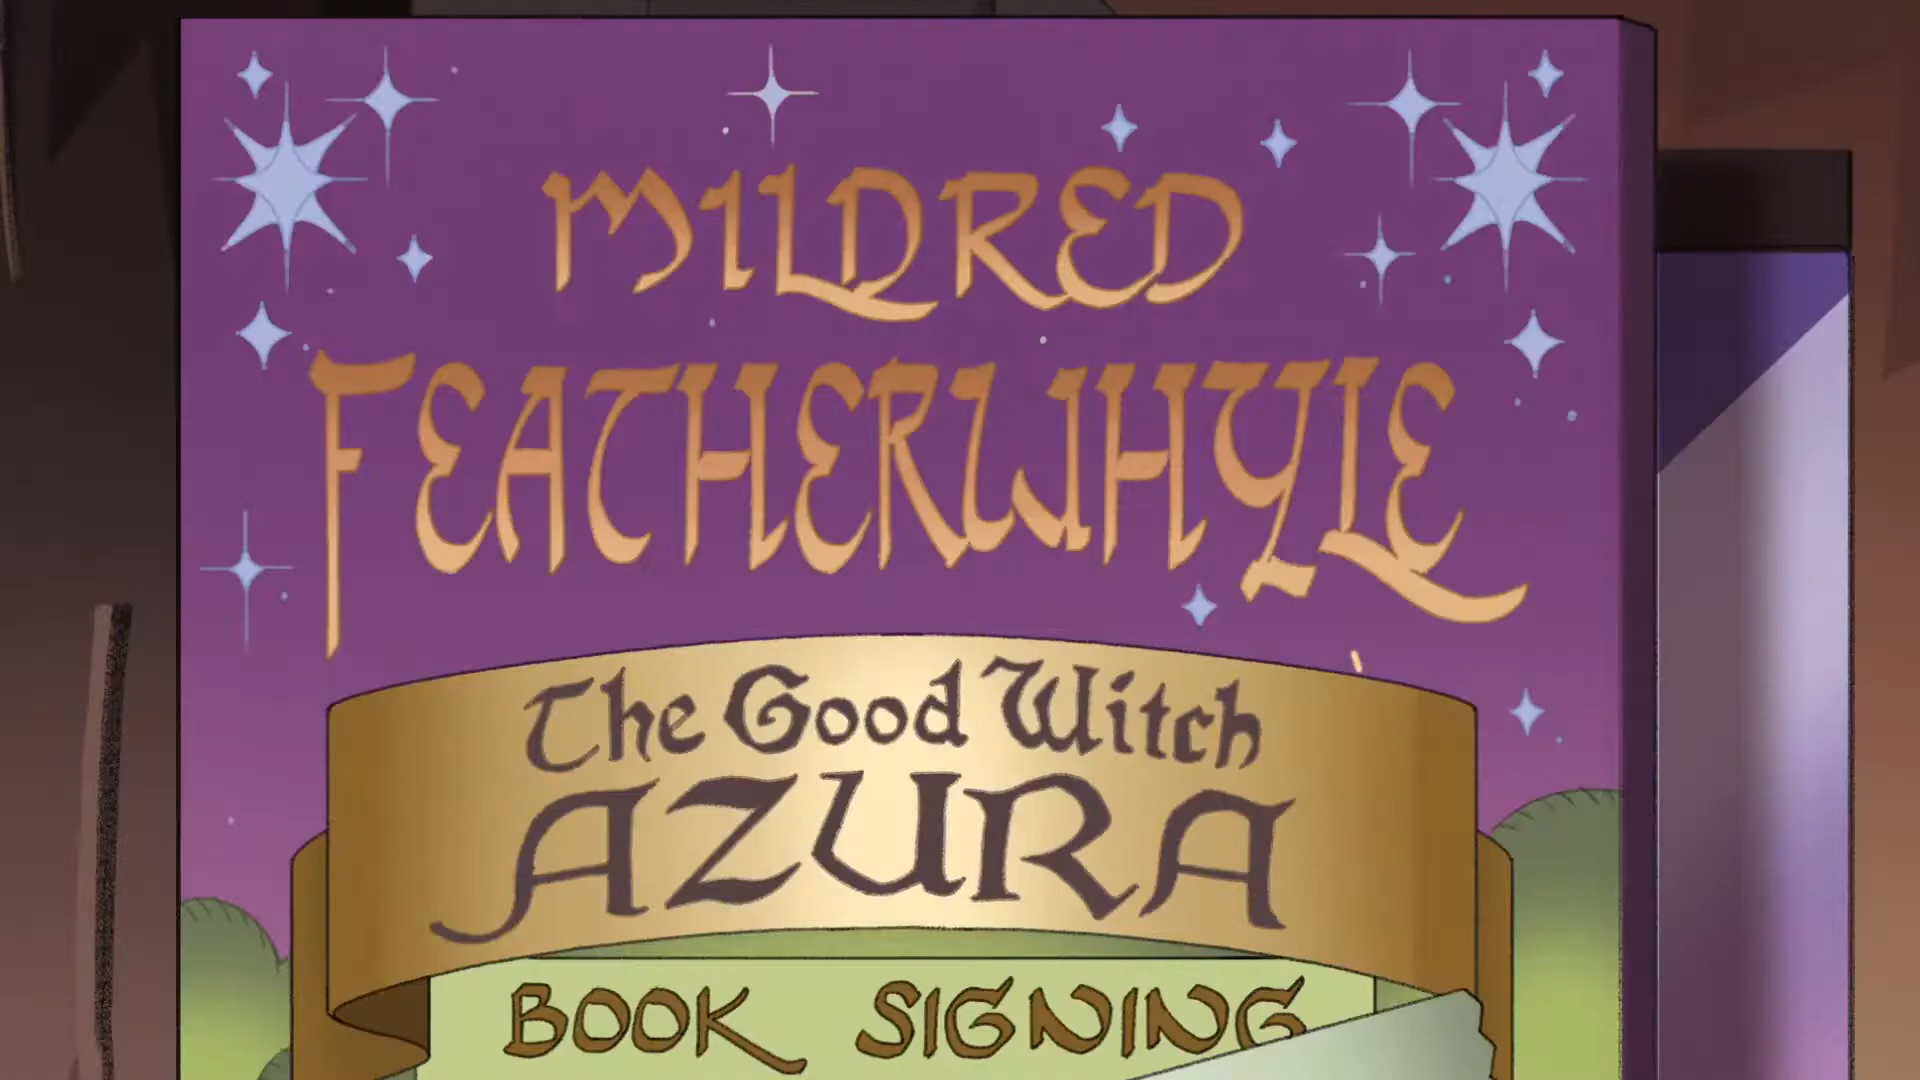 MILDRED
FEATHERWHYLE
The Good Witch
AZURA
BOOK SIGNING